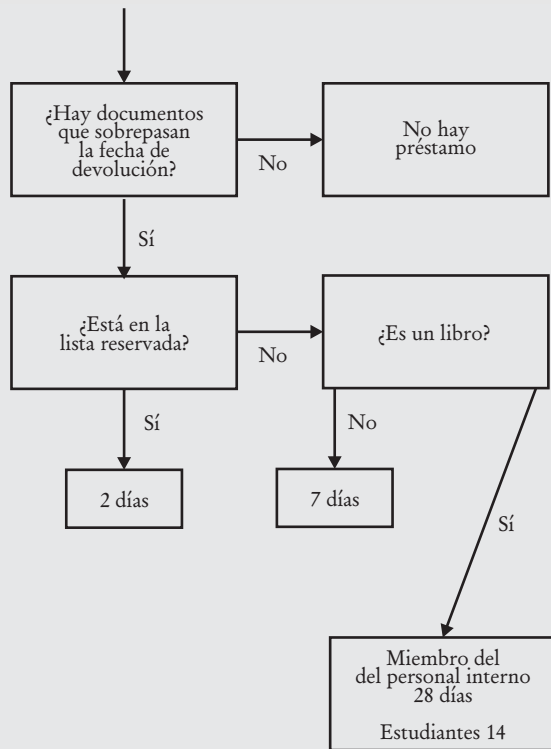 ¿Hay documentos
que sobrepasan
la fecha de
devolución?
No
No hay
préstamo
Sí
¿Está en la
lista reservada?
No
¿Es un libro?
Sí
No
2 días
7 días
Sí
Miembro del
del personal interno
28 días
Estudiantes 14